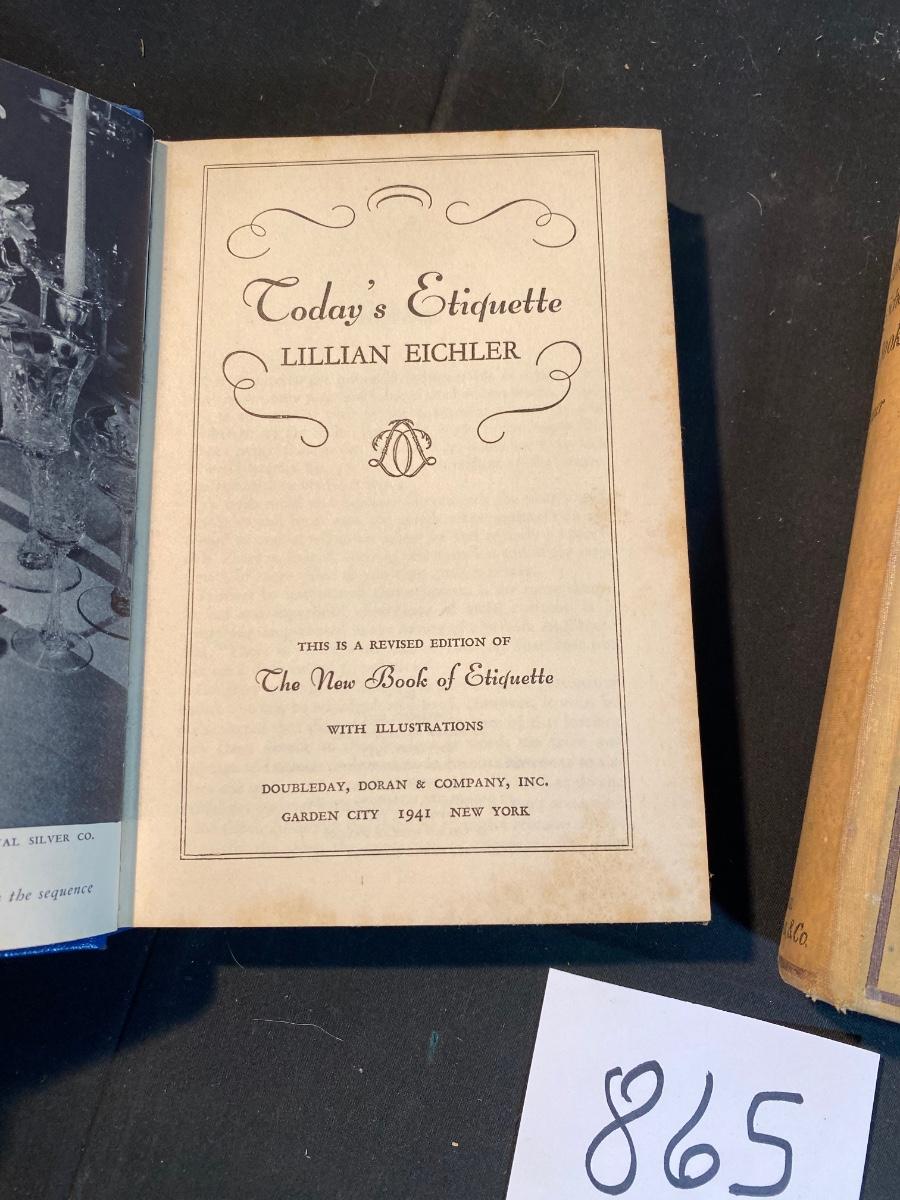 Today's Etiquette
LILLIAN EICHLER
THIS IS A REVISED EDITION OF
The New Book of Etiquette
WITH ILLUSTRATIONS
DOUBLEDAY, DORAN & COMPANY, INC.
GARDEN CITY 1941 NEW YORK
SILVER CO.
the sequence
&Co.
865